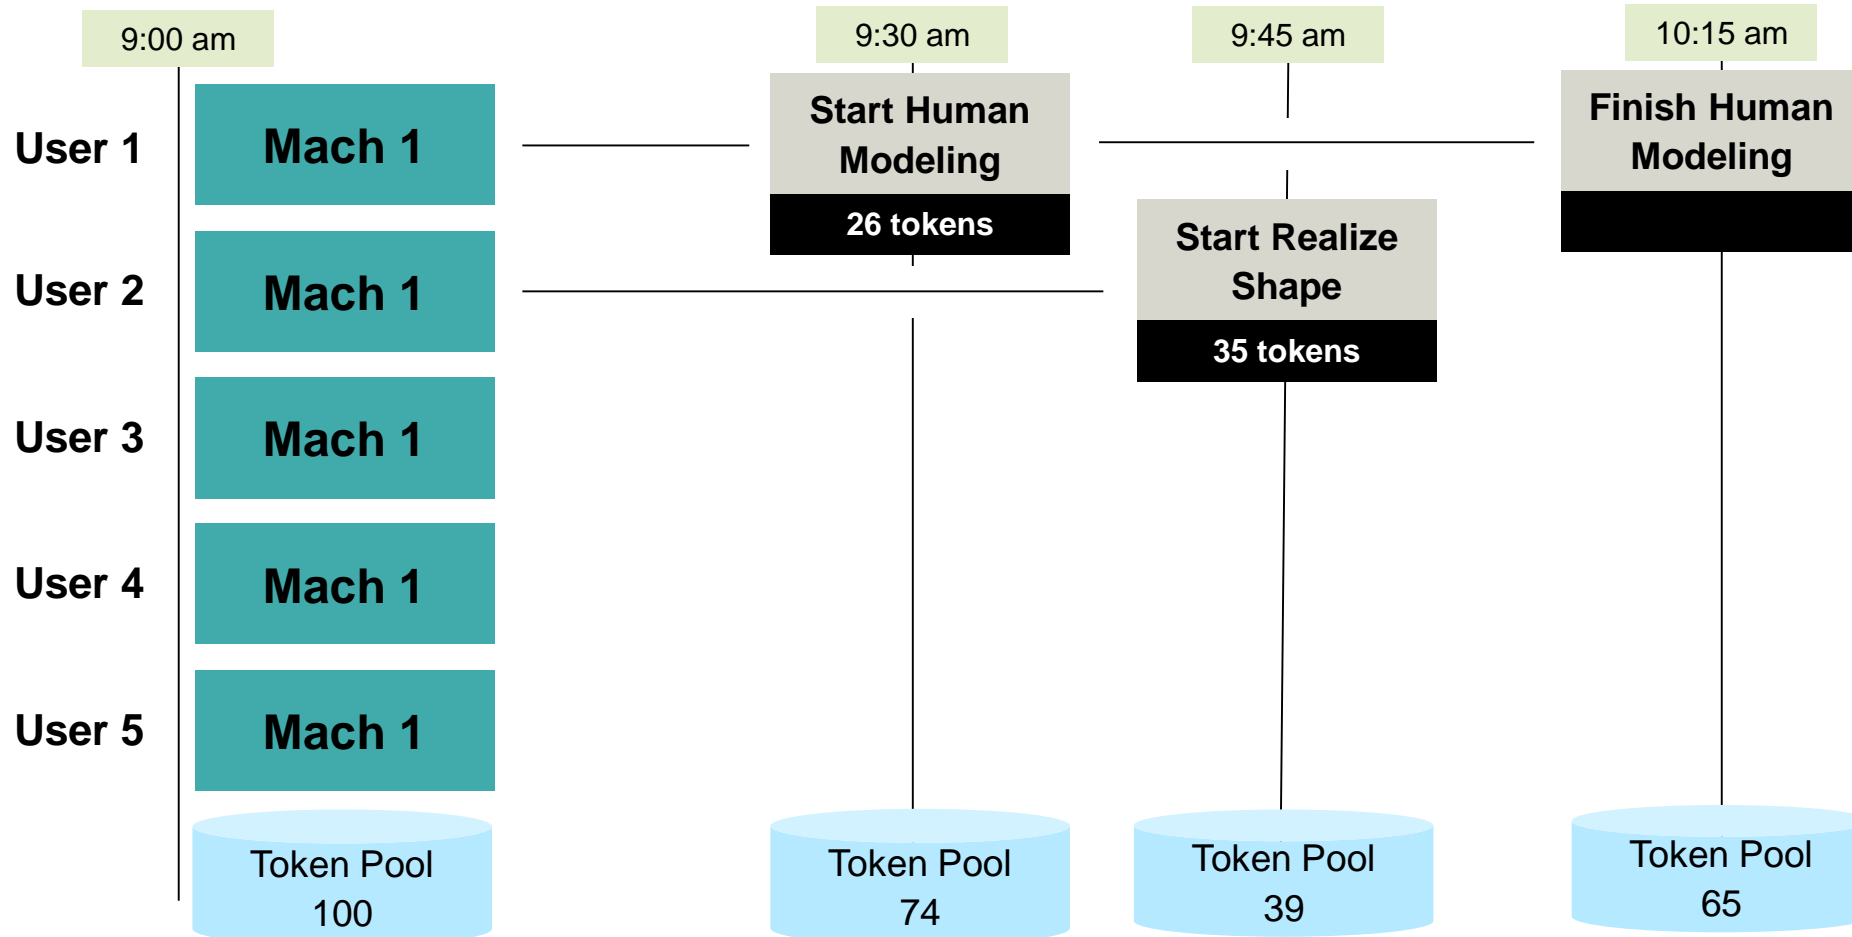 9:00 am
9:30 am
9:45 am
10:15 am
User 1
Mach 1
Start Human
Modeling
26 tokens
Finish Human
Modeling
User 2
Mach 1
Start Realize
Shape
35 tokens
User 3
Mach 1
User 4
Mach 1
User 5
Mach 1
Token Pool
100
Token Pool
74
Token Pool
39
Token Pool
65